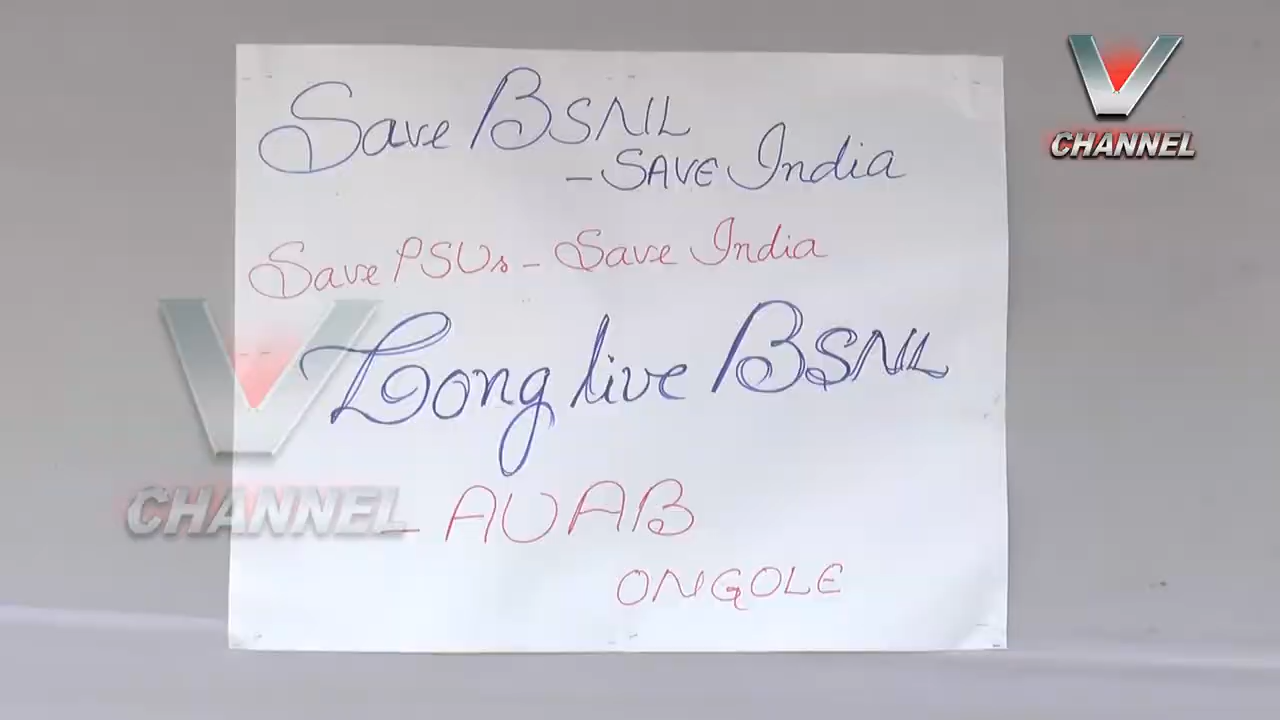 Save BSNL
- SAVE India
Save PSUs - Save India
Long live BSNL
- AUAB
ONGOLE
V
CHANNEL
V
CHANNEL